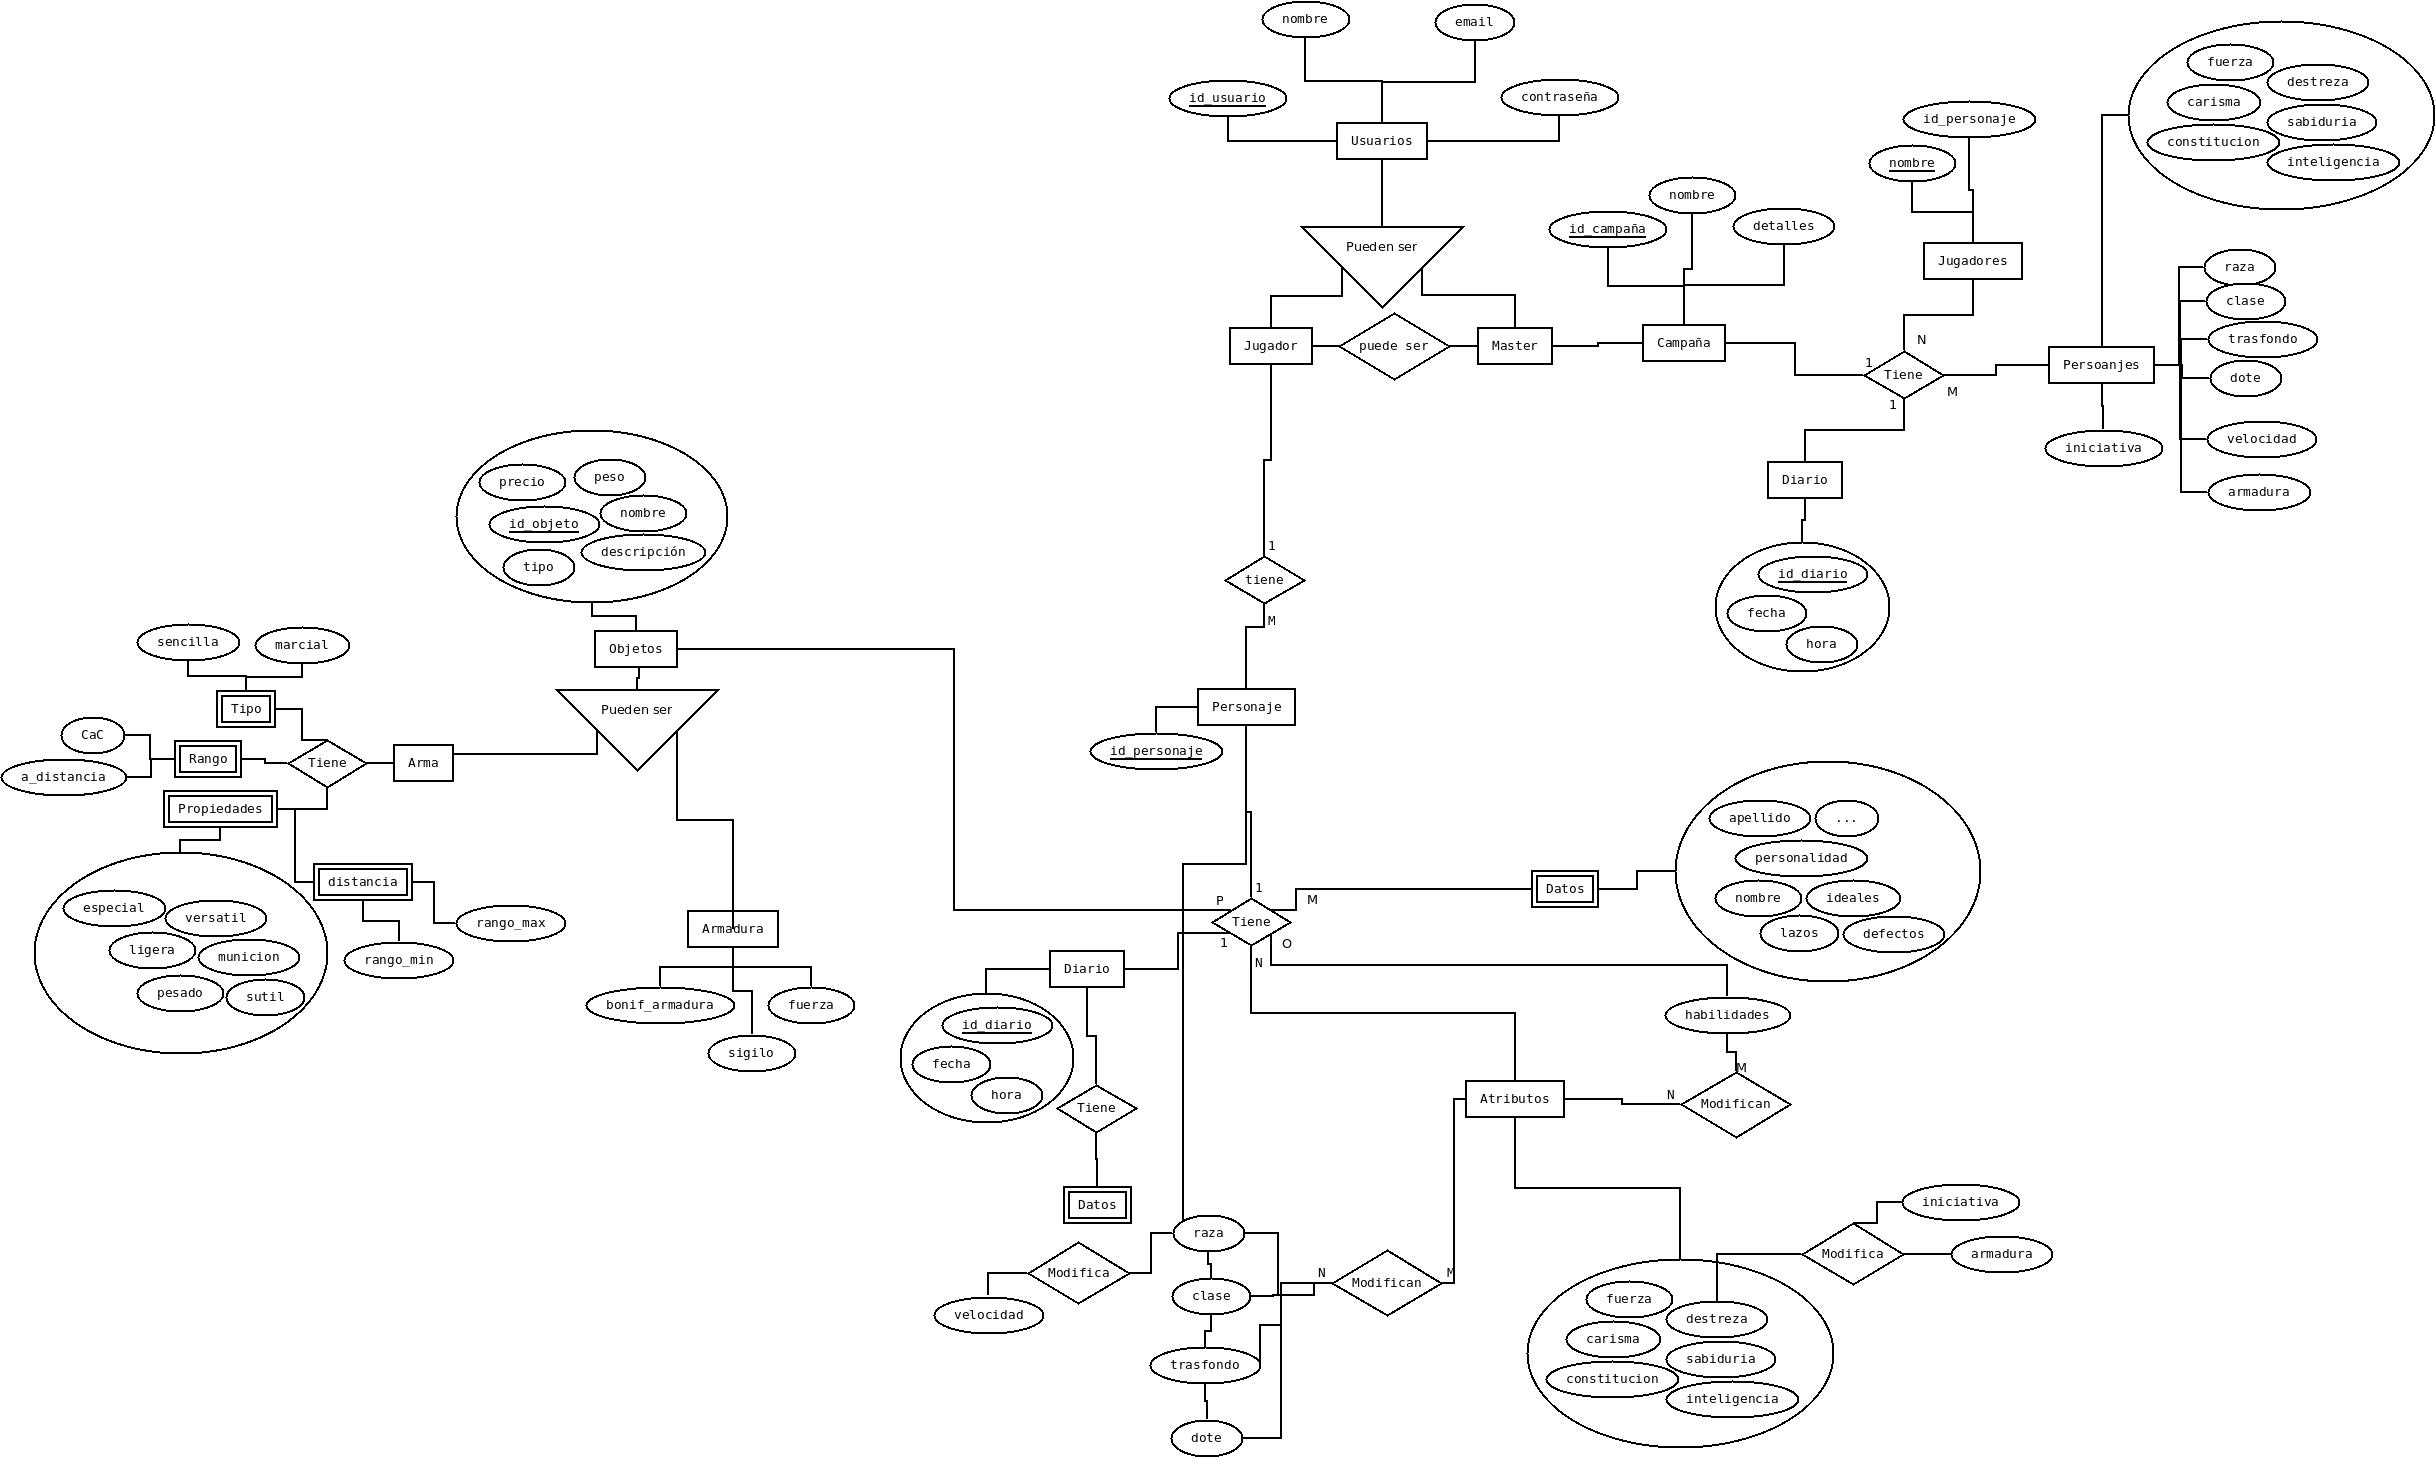 nombre
email
id_usuario
contraseña
Usuarios
Pueden ser
Jugador
puede ser
Master
id_campaña
nombre
detalles
Campaña
id_personaje
nombre
Jugadores
N
1
Tiene
M
1
fuerza
destreza
carisma
sabiduria
constitucion
inteligencia
Persoanjes
raza
clase
trasfondo
dote
velocidad
armadura
iniciativa
Diario
id_diario
fecha
hora
1
tiene
M
Personaje
id_personaje
precio
peso
id_objeto
nombre
descripción
tipo
Objetos
Pueden ser
sencilla
marcial
Tipo
CaC
Rango
a_distancia
Tiene
Arma
Propiedades
distancia
rango_max
rango_min
especial
versatil
ligera
municion
pesado
sutil
Armadura
bonif_armadura
fuerza
sigilo
1
P
M
Tiene
1
O
N
Datos
apellido
...
personalidad
nombre
ideales
lazos
defectos
Diario
id_diario
fecha
hora
Tiene
Datos
habilidades
M
N
Modifican
Atributos
raza
Modifica
velocidad
clase
N
Modifican
M
trasfondo
dote
iniciativa
Modifica
armadura
fuerza
destreza
carisma
sabiduria
constitucion
inteligencia